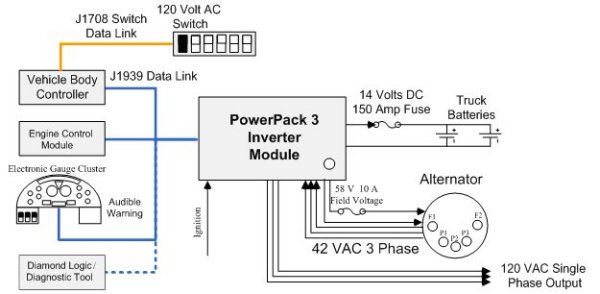 J1708 Switch
Data Link
120 Volt AC
Switch
Vehicle Body
Controller
J1939 Data Link
Engine Control
Module
Electronic Gauge Cluster
Audible
Warning
Diamond Logic/
Diagnostic Tool
PowerPack 3
Inverter
Module
Ignition
14 Volts DC
150 Amp Fuse
Truck
Batteries
+
-
+
-
58 V 10 A
Field Voltage
Alternator
F1
F2
P1
P2
P3
42 VAC 3 Phase
120 VAC Single
Phase Output